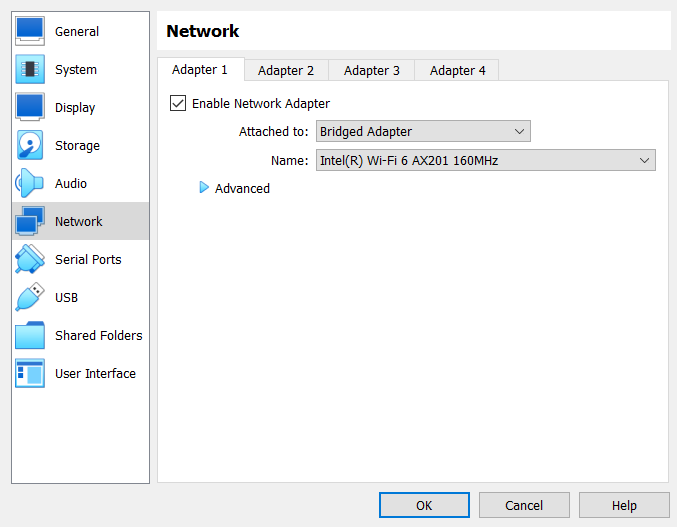 General
System
Display
Storage
Audio
Network
Serial Ports
USB
Shared Folders
User Interface
Network
Adapter 1 Adapter 2 Adapter 3 Adapter 4
Enable Network Adapter
Attached to: Bridged Adapter
Name: Intel(R) Wi-Fi 6 AX201 160MHz
Advanced
OK Cancel Help